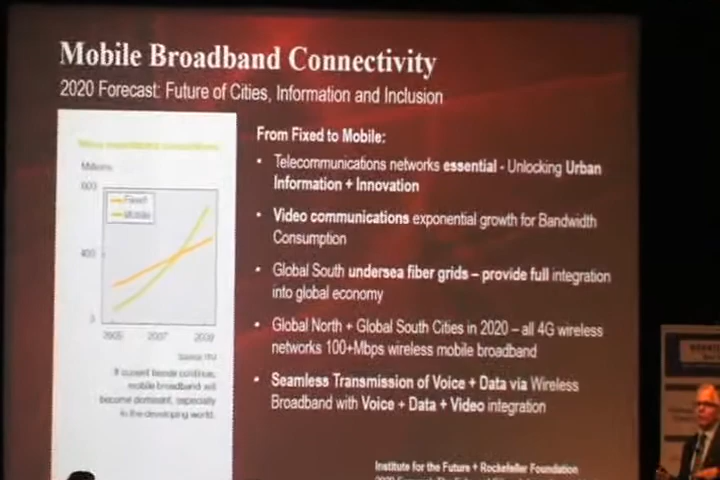 Mobile Broadband Connectivity
2020 Forecast: Future of Cities, Information and Inclusion
From Fixed to Mobile:
• Telecommunications networks essential - Unlocking Urban
Information + Innovation
• Video communications exponential growth for Bandwidth
Consumption
• Global South undersea fiber grids – provide full integration
into global economy
• Global North + Global South Cities in 2020 – all 4G wireless
networks 100+Mbps wireless mobile broadband
• Seamless Transmission of Voice + Data via Wireless
Broadband with Voice + Data + Video integration
Millions
400
Fixed
Mobile
2007
2009
Source: ITU
If current trends continue,
mobile broadband will
become dominant, especially
in the developing world.
Institute for the Future + Rockefeller Foundation